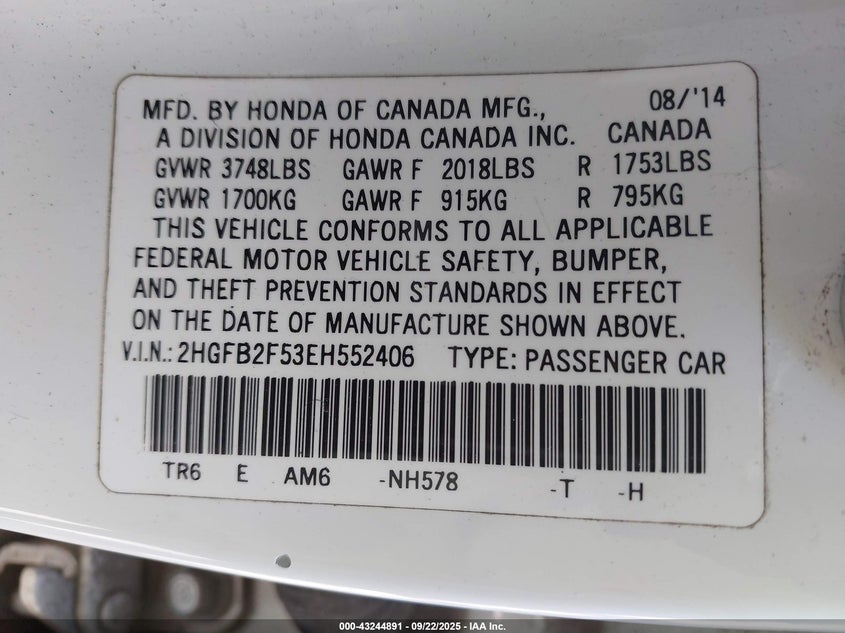 MFD. BY HONDA OF CANADA MFG., 08/'14
A DIVISION OF HONDA CANADA INC. CANADA
GVWR 3748LBS GAWR F 2018LBS R 1753LBS
GVWR 1700KG GAWR F 915KG R 795KG
THIS VEHICLE CONFORMS TO ALL APPLICABLE
FEDERAL MOTOR VEHICLE SAFETY, BUMPER,
AND THEFT PREVENTION STANDARDS IN EFFECT
ON THE DATE OF MANUFACTURE SHOWN ABOVE.
V.I.N.: 2HGFB2F53EH552406 TYPE: PASSENGER CAR
TR6 E AM6 -NH578 -T -H
000-43244891 - 09/22/2025 - IAA Inc.